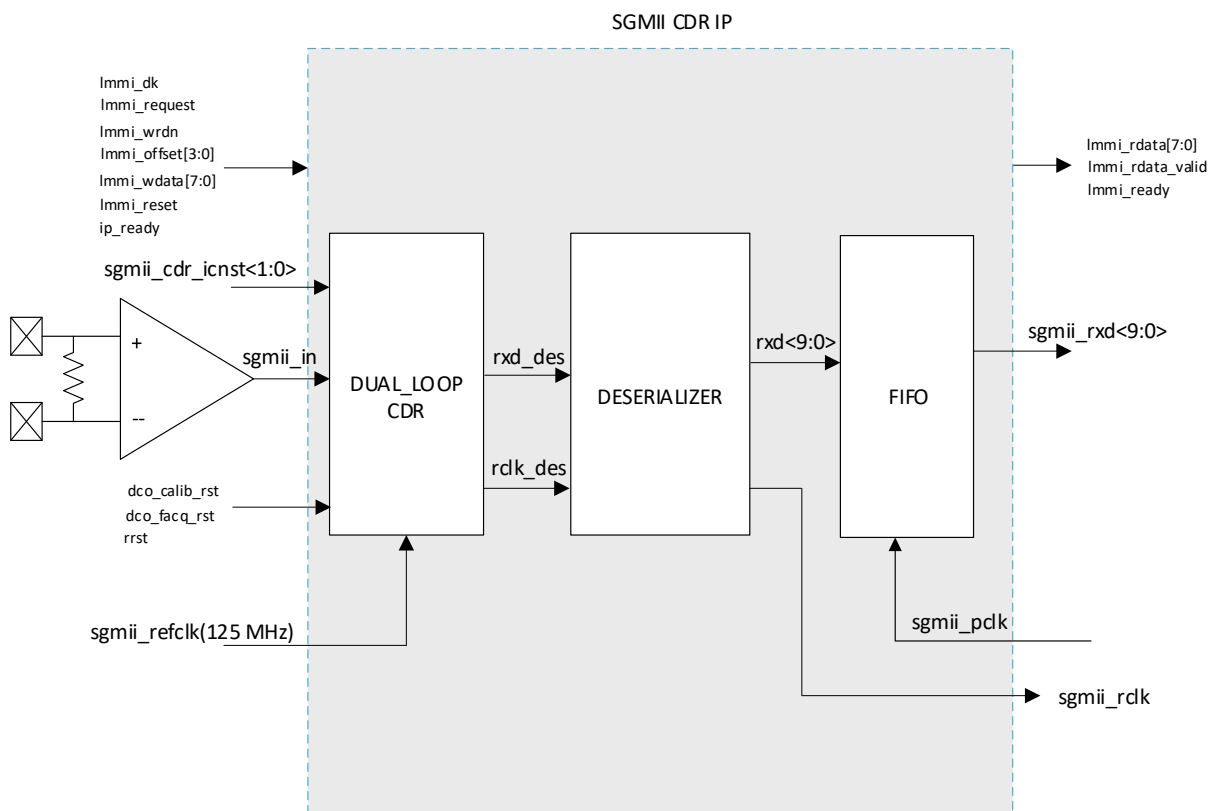 SGMII CDR IP
lmmi_clk
lmmi_request
lmmi_wrdn
lmmi_offset[3:0]
lmmi_wdata[7:0]
lmmi_reset
ip_ready
lmmi_rdata[7:0]
lmmi_rdata_valid
lmmi_ready
sgmii_cdr_icnst<1:0>
+
--
sgmii_in
DUAL_LOOP
CDR
rxd_des
rclk_des
DESERIALIZER
rxd<9:0>
FIFO
sgmii_rxd<9:0>
dco_calib_rst
dco_facq_rst
rrst
sgmii_refclk(125 MHz)
sgmii_pclk
sgmii_rclk